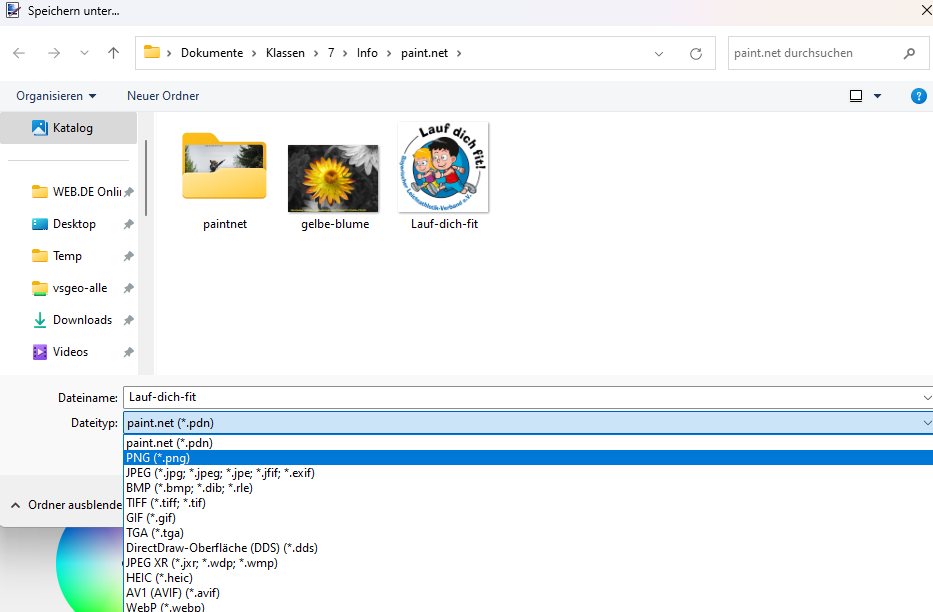 Speichern unter...
Dokumente > Klassen > 7 > Info > paint.net >
paint.net durchsuchen
Organisieren
Neuer Ordner
?
Katalog
WEB.DE Onlin
Desktop
Temp
vsgeo-alle
Downloads
Videos
paintnet
gelbe-blume
Lauf dich fit!
Bayerischer Leichtathletik-Verband e.V.
Lauf-dich-fit
Dateiname: Lauf-dich-fit
Dateityp: paint.net (*.pdn)
paint.net (*.pdn)
PNG (*.png)
JPEG (*.jpg; *.jpeg; *.jpe; *.jfif; *.exif)
BMP (*.bmp; *.dib; *.rle)
TIFF (*.tiff; *.tif)
GIF (*.gif)
TGA (*.tga)
DirectDraw-Oberfläche (DDS) (*.dds)
JPEG XR (*.jxr; *.wdp; *.wmp)
HEIC (*.heic)
AV1 (AVIF) (*.avif)
WebP (*.webp)
Ordner ausblende